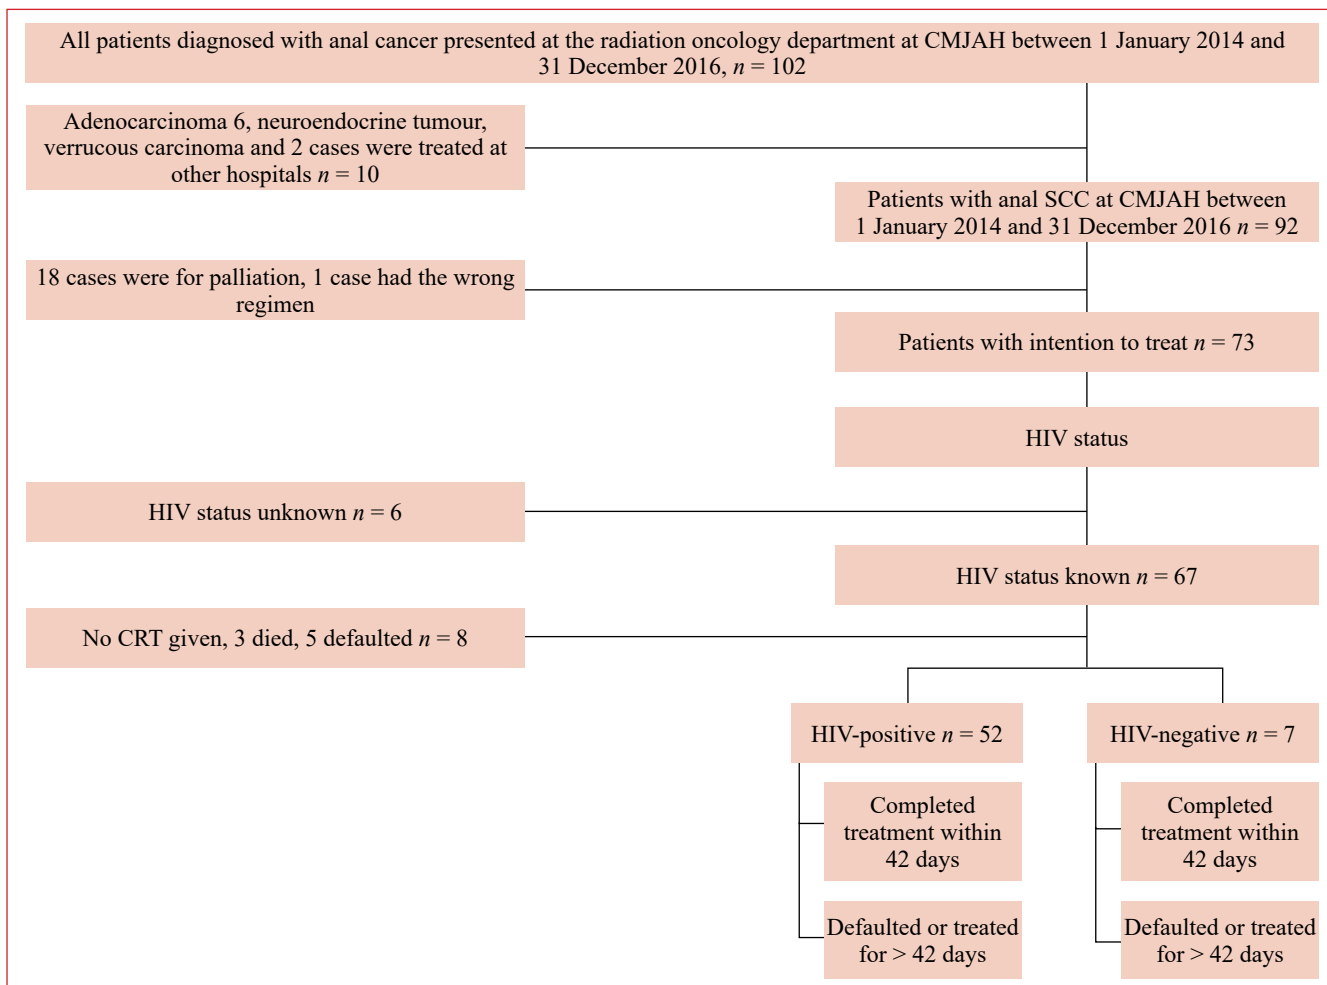 All patients diagnosed with anal cancer presented at the radiation oncology department at CMJAH between 1 January 2014 and
31 December 2016, n = 102
Adenocarcinoma 6, neuroendocrine tumour,
verrucous carcinoma and 2 cases were treated at
other hospitals n = 10
Patients with anal SCC at CMJAH between
1 January 2014 and 31 December 2016 n = 92
18 cases were for palliation, 1 case had the wrong
regimen
Patients with intention to treat n = 73
HIV status
HIV status unknown n = 6
HIV status known n = 67
No CRT given, 3 died, 5 defaulted n = 8
HIV-positive n = 52
HIV-negative n = 7
Completed
treatment within
42 days
Completed
treatment within
42 days
Defaulted or treated
for > 42 days
Defaulted or treated
for > 42 days